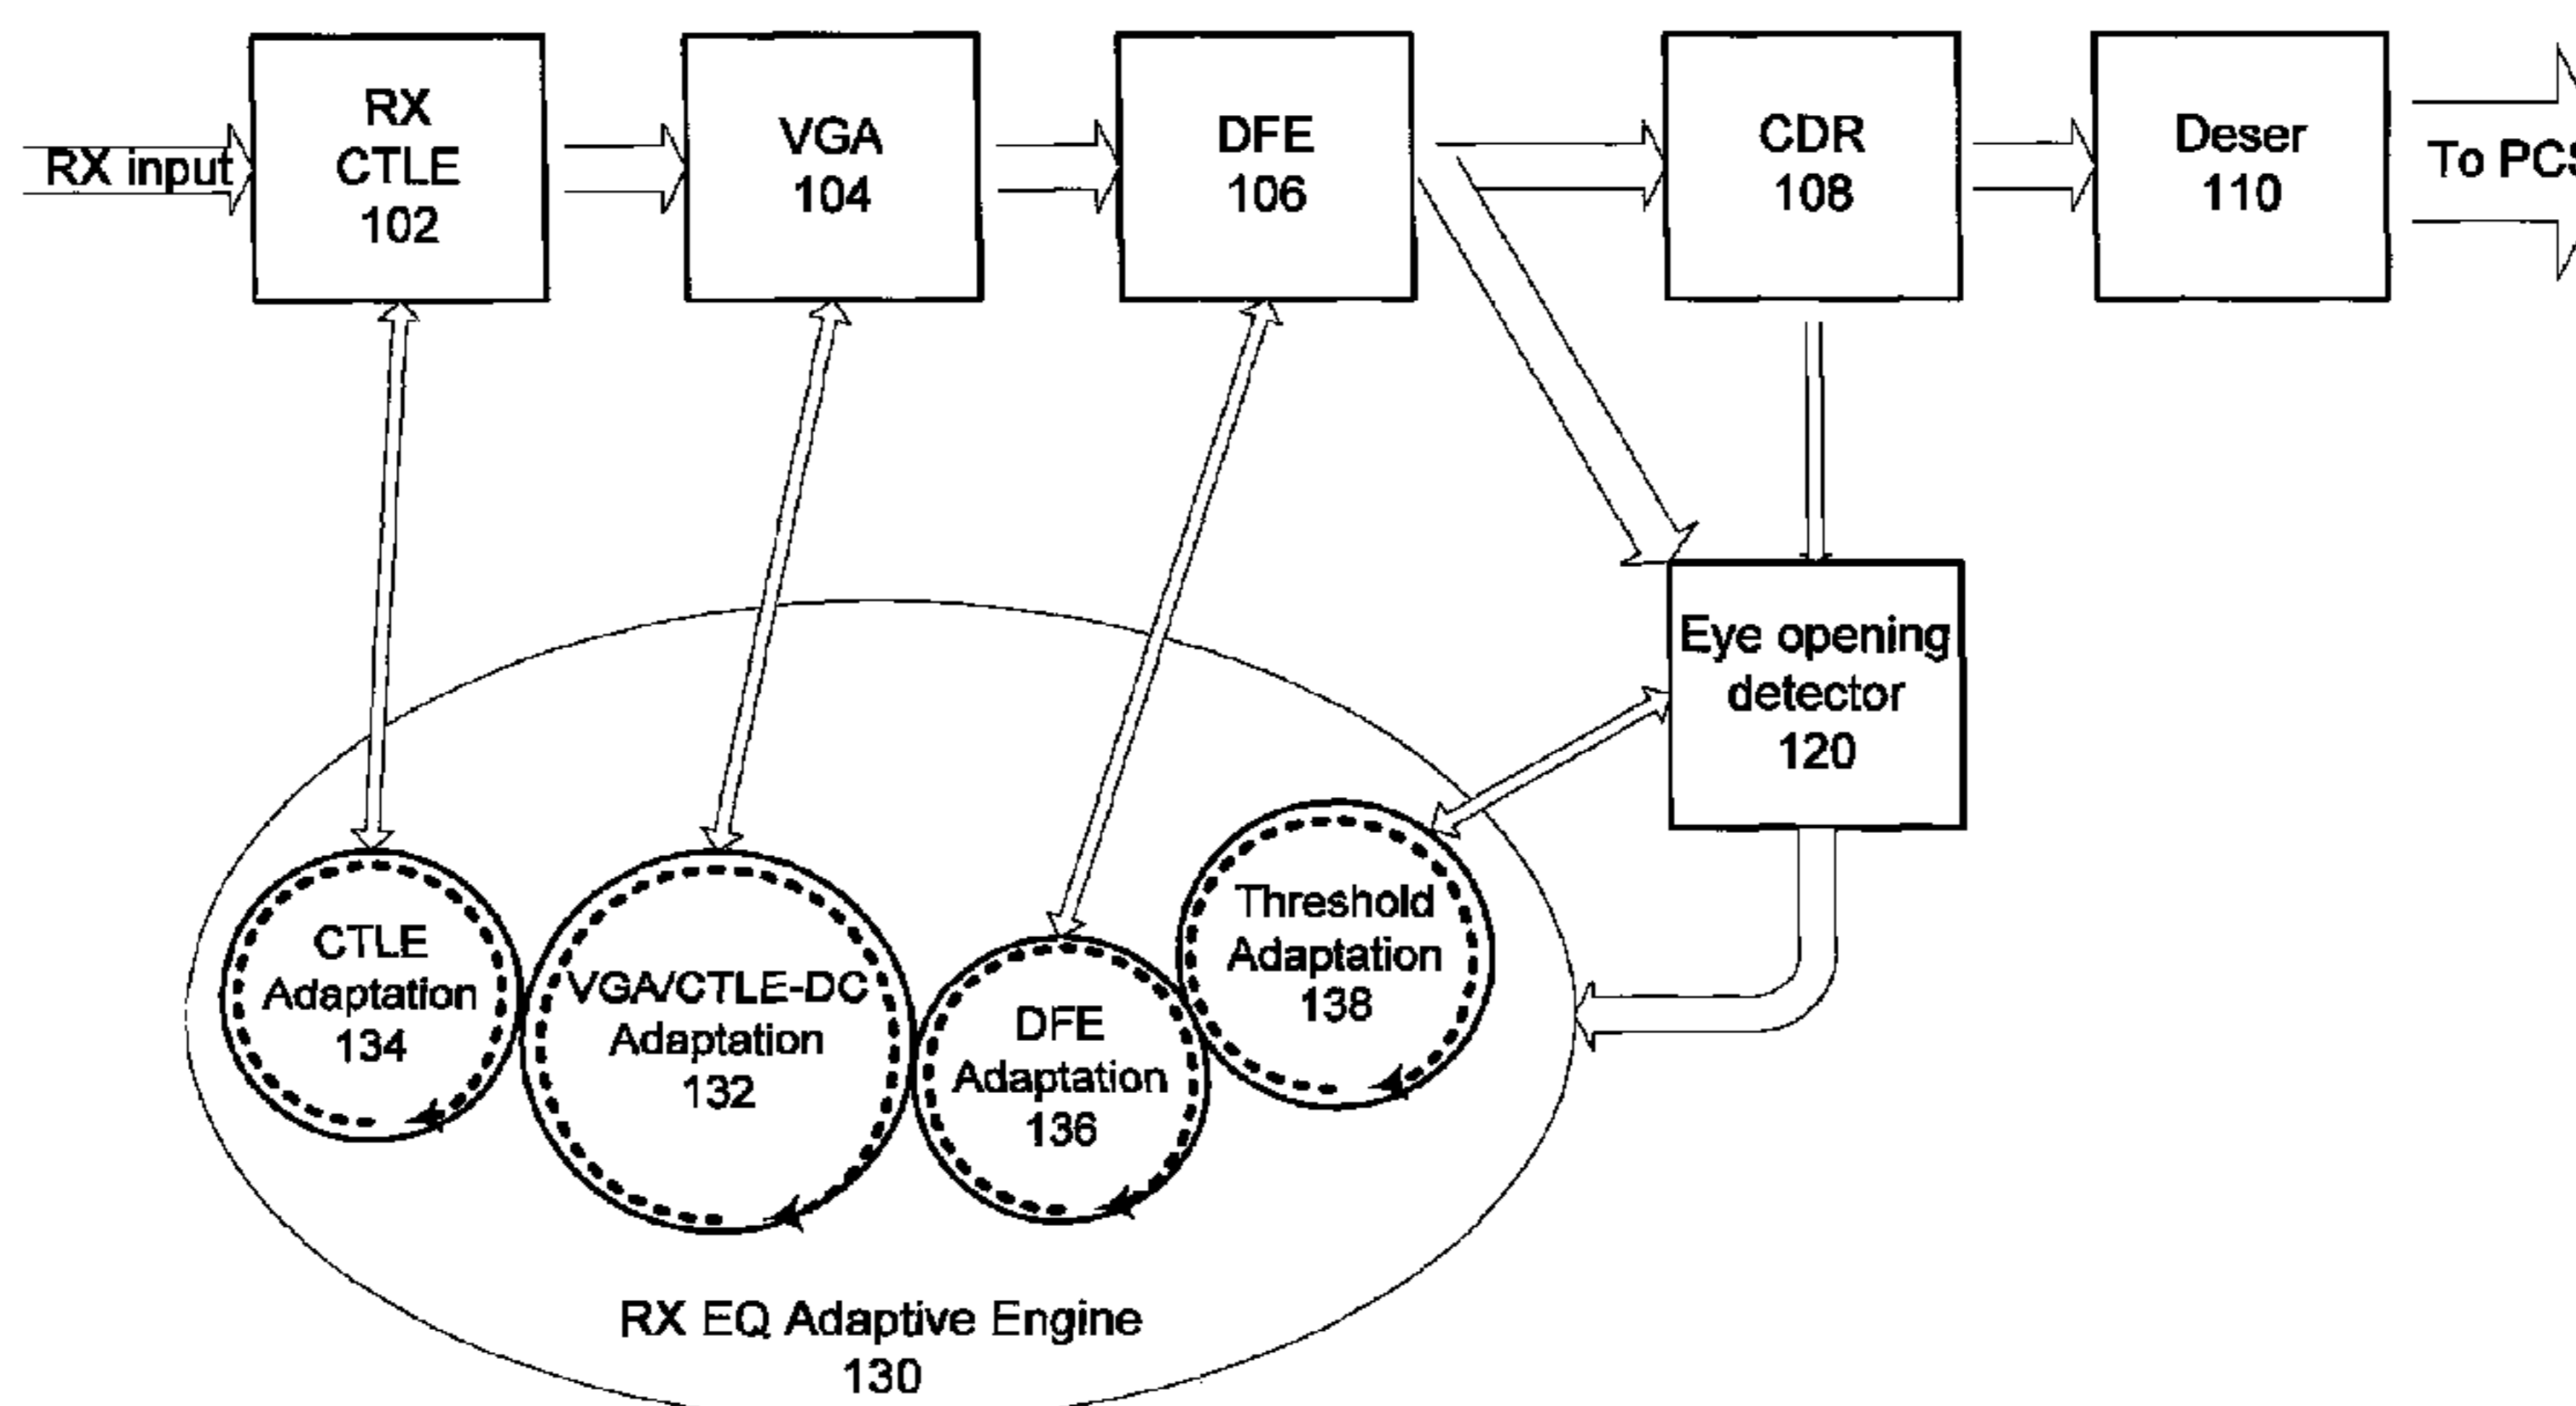 RX input
RX
CTLE
102
VGA
104
DFE
106
CDR
108
Deser
110
To PCS
Eye opening
detector
120
CTLE
Adaptation
134
VGA/CTLE-DC
Adaptation
132
DFE
Adaptation
136
Threshold
Adaptation
138
RX EQ Adaptive Engine
130